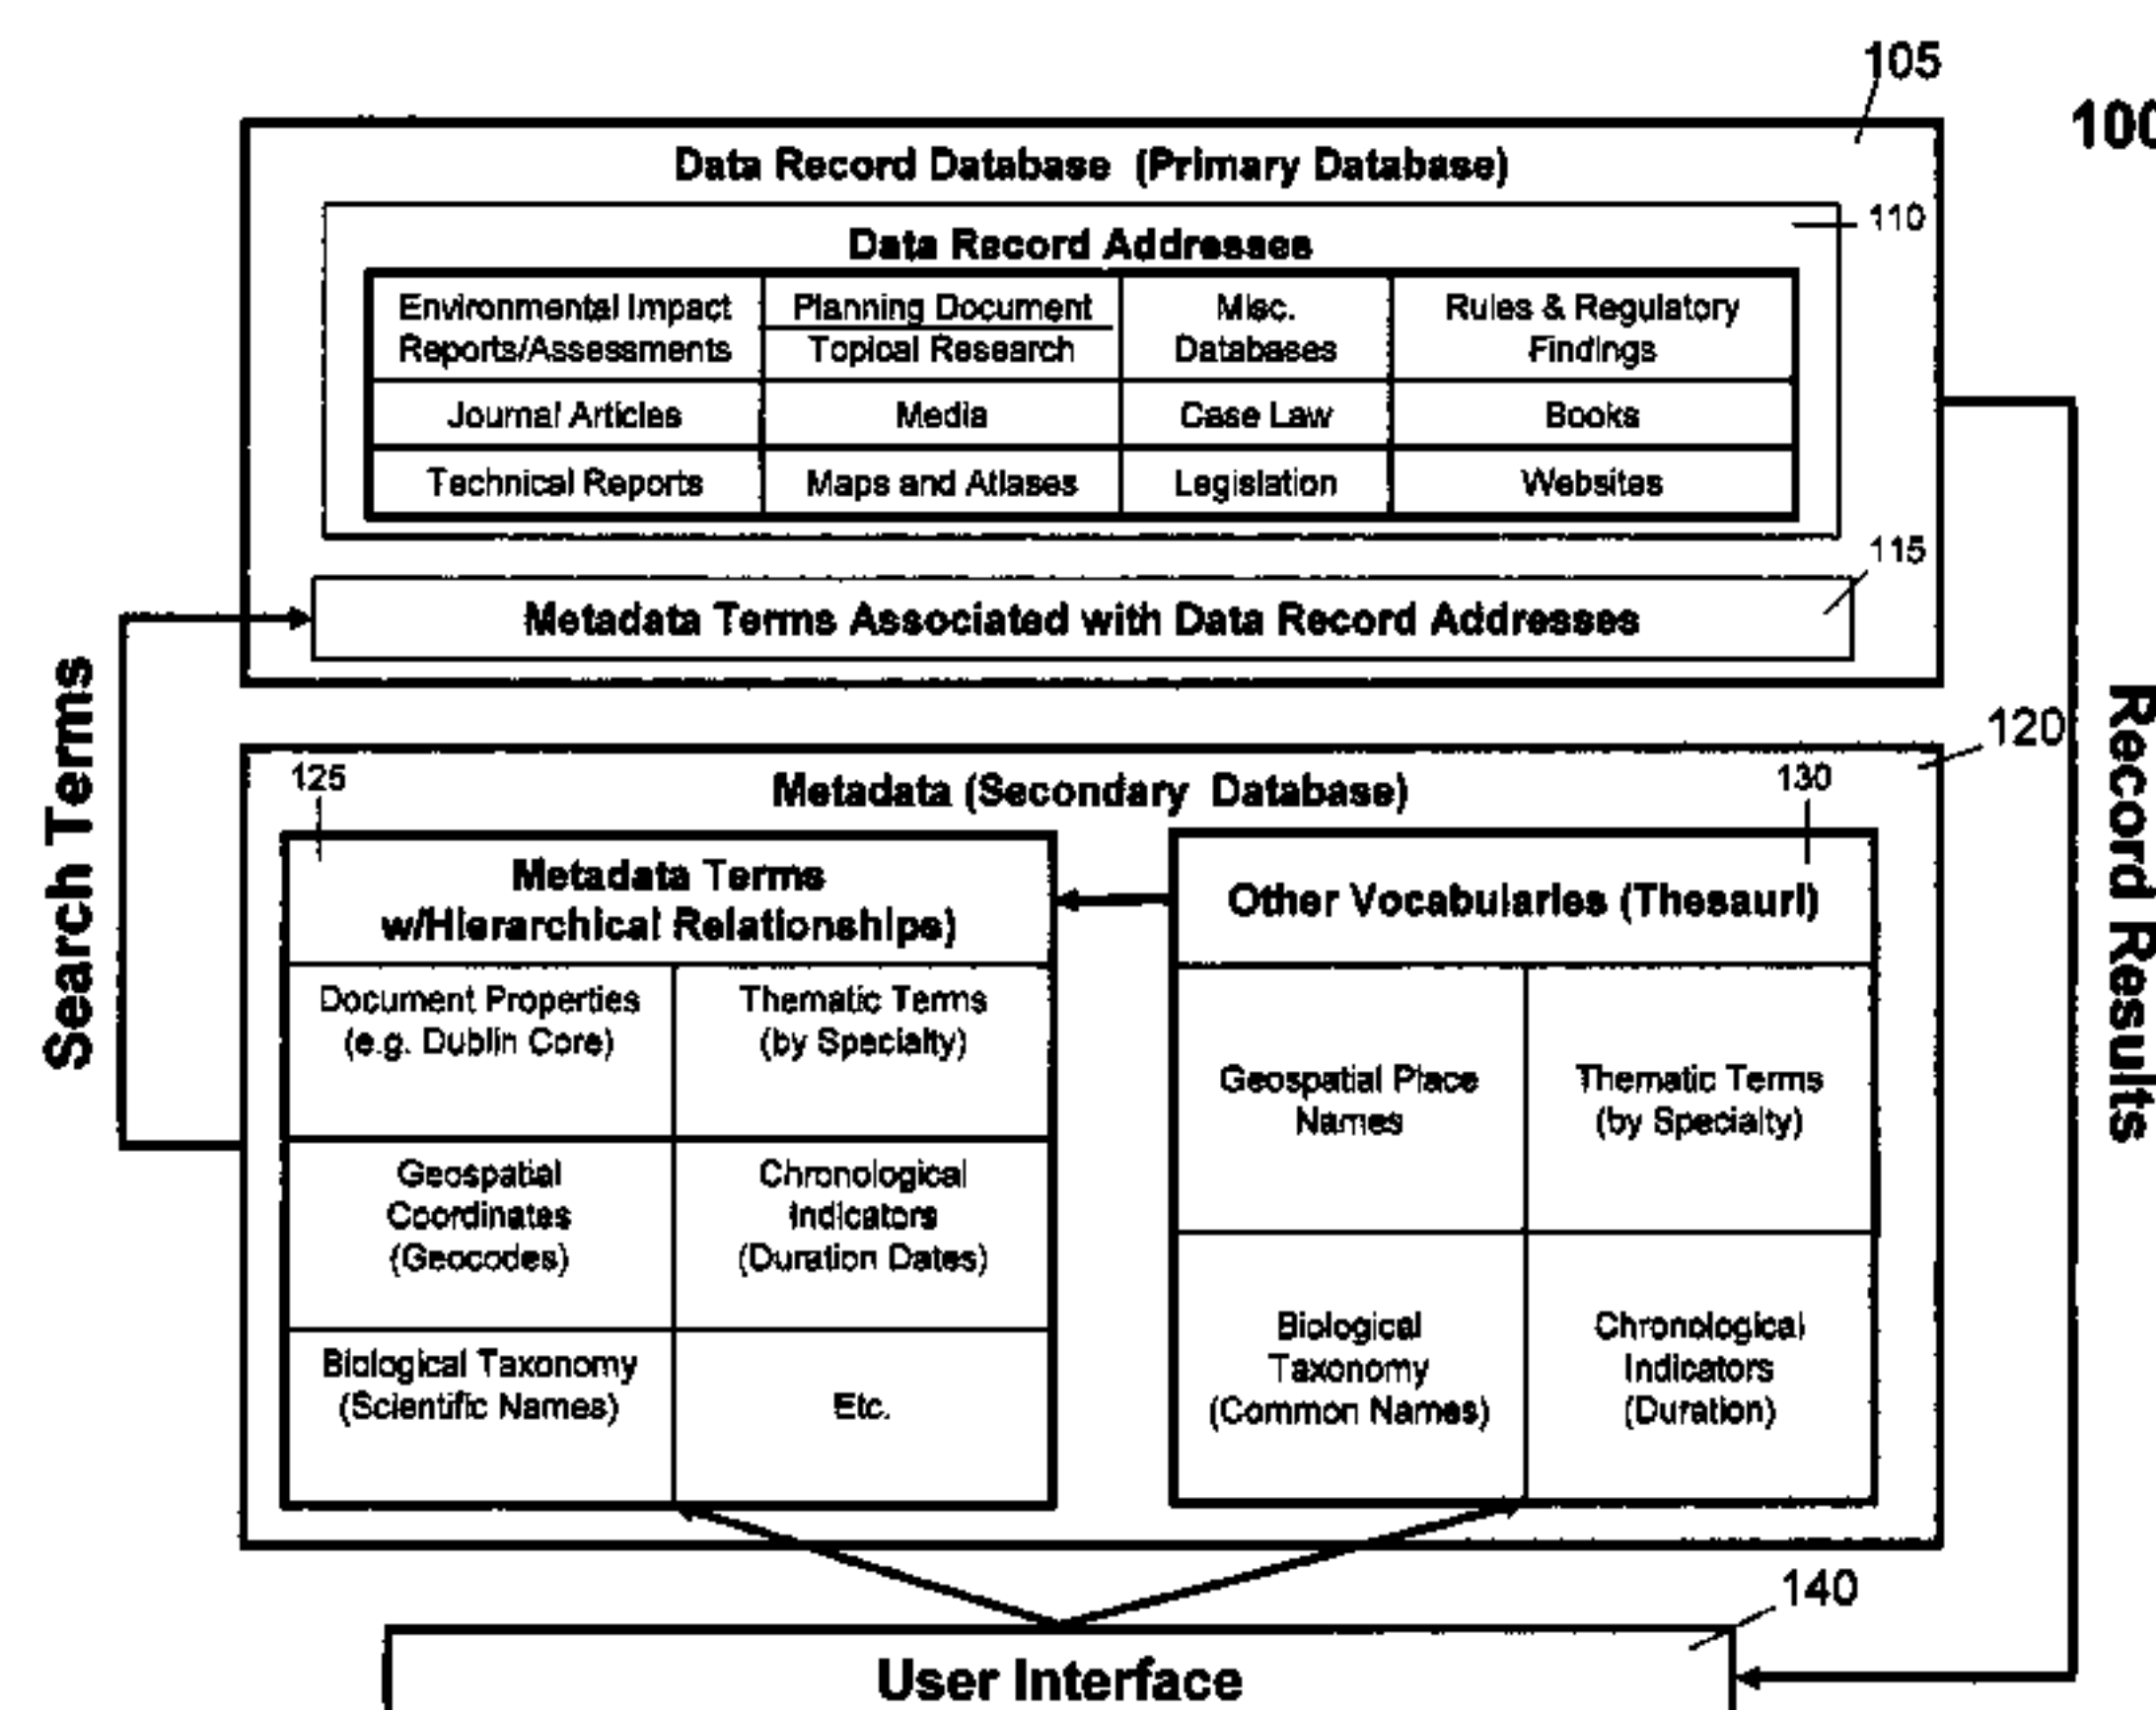 105
100
Data Record Database (Primary Database)
110
Data Record Addresses
Environmental Impact
Reports/Assessments
Planning Document
Topical Research
Misc.
Databases
Rules & Regulatory
Findings
Journal Articles
Media
Case Law
Books
Technical Reports
Maps and Atlases
Legislation
Websites
115
Metadata Terms Associated with Data Record Addresses
Search Terms
Record Results
120
125
Metadata (Secondary Database)
130
Metadata Terms
w/Hierarchical Relationships)
Document Properties
(e.g. Dublin Core)
Thematic Terms
(by Specialty)
Geospatial
Coordinates
(Geocodes)
Chronological
Indicators
(Duration Dates)
Biological Taxonomy
(Scientific Names)
Etc.
Other Vocabularies (Thesauri)
Geospatial Place
Names
Thematic Terms
(by Specialty)
Biological
Taxonomy
(Common Names)
Chronological
Indicators
(Duration)
140
User Interface